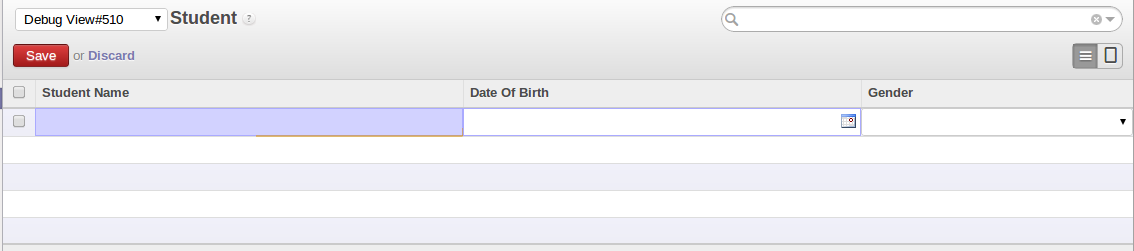 Debug View#510 Student ?
Save or Discard
Student Name Date Of Birth Gender